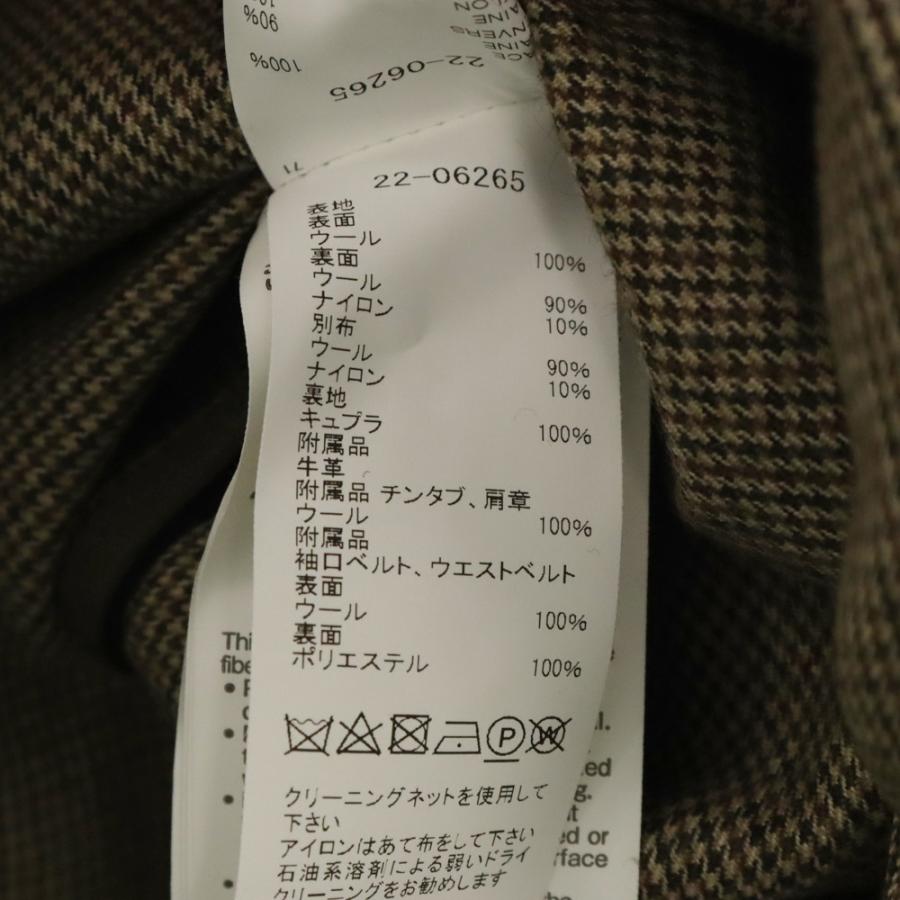 100%
90%
22-06265
71
22-06265
表地
表面
ウール 100%
裏面
ウール 90%
ナイロン 10%
別布
ウール 90%
ナイロン 10%
裏地
キュプラ 100%
附属品
牛革
附属品 チンタブ、肩章
ウール 100%
附属品
袖口ベルト、ウエストベルト
表面
ウール 100%
裏面
ポリエステル 100%
P
W
クリーニングネットを使用して
下さい
アイロンはあて布をして下さい
石油系溶剤による弱いドライ
クリーニングをお勧めします
ed or